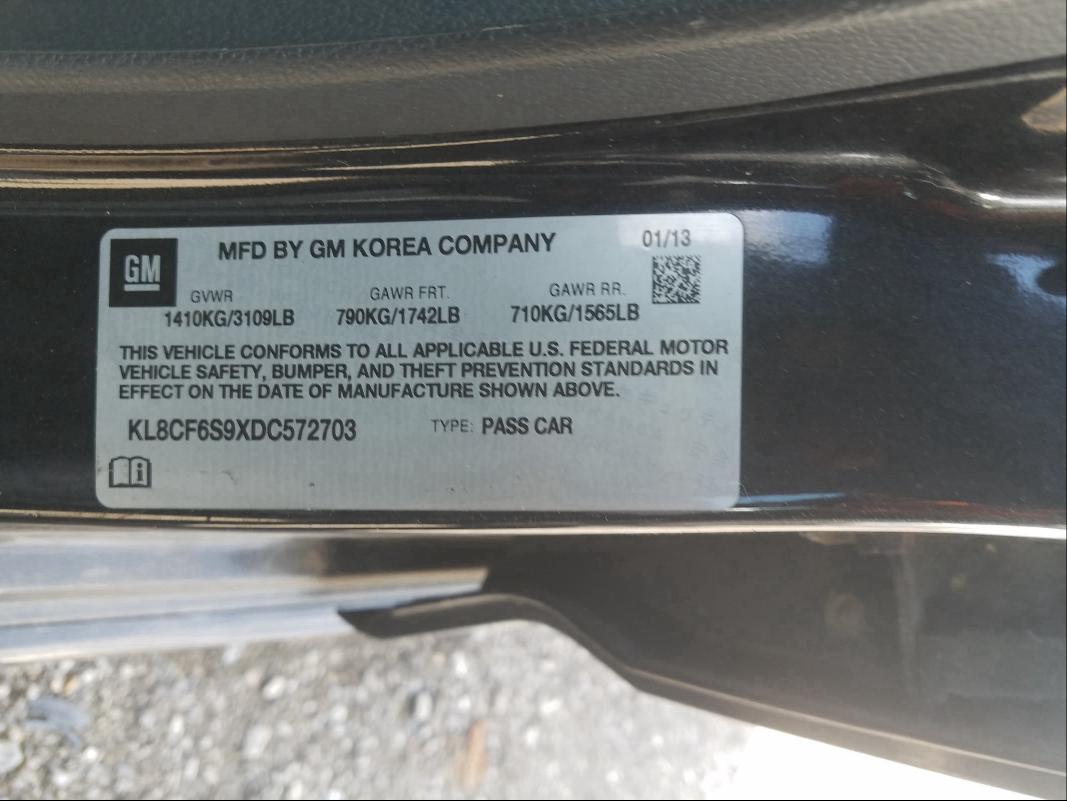 GM
MFD BY GM KOREA COMPANY
01/13
GVWR GAWR FRT. GAWR RR.
1410KG/3109LB 790KG/1742LB 710KG/1565LB
THIS VEHICLE CONFORMS TO ALL APPLICABLE U.S. FEDERAL MOTOR
VEHICLE SAFETY, BUMPER, AND THEFT PREVENTION STANDARDS IN
EFFECT ON THE DATE OF MANUFACTURE SHOWN ABOVE.
KL8CF6S9XDC572703 TYPE: PASS CAR